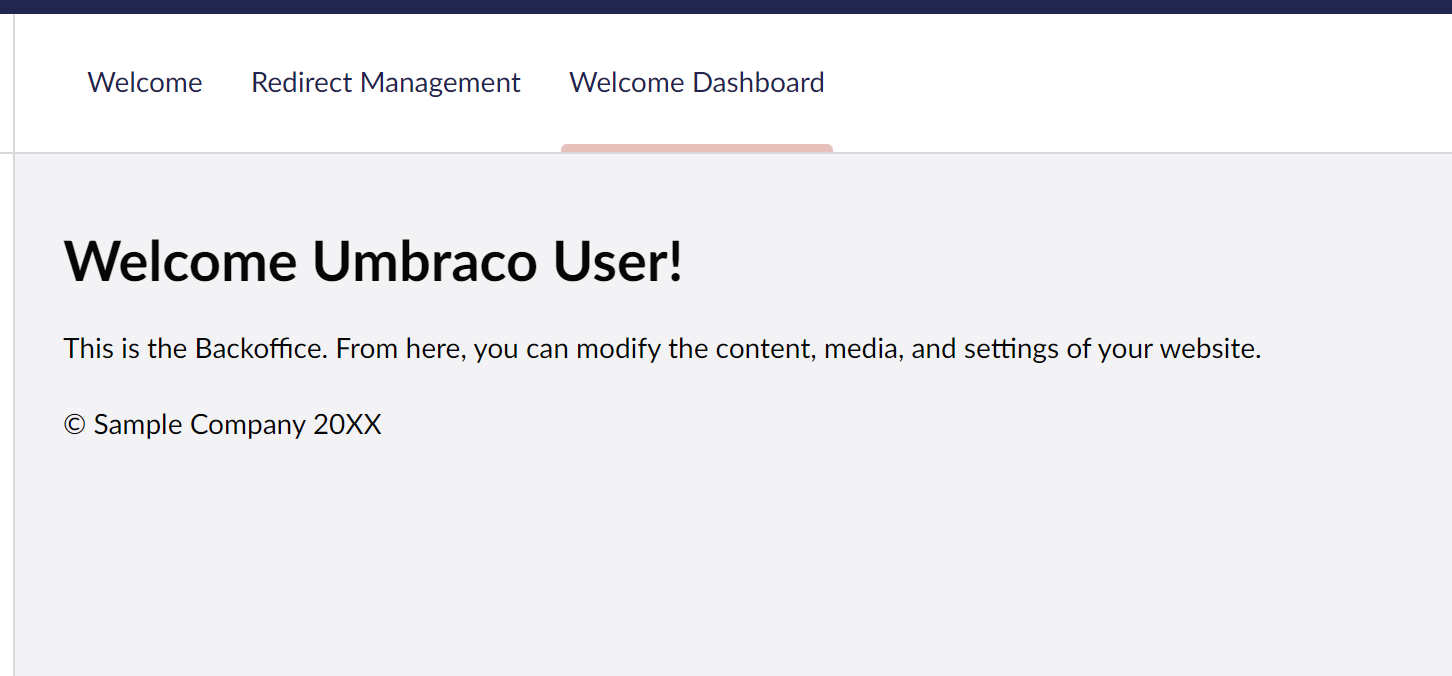 Welcome Redirect Management Welcome Dashboard
Welcome Umbraco User!
This is the Backoffice. From here, you can modify the content, media, and settings of your website.
© Sample Company 20XX